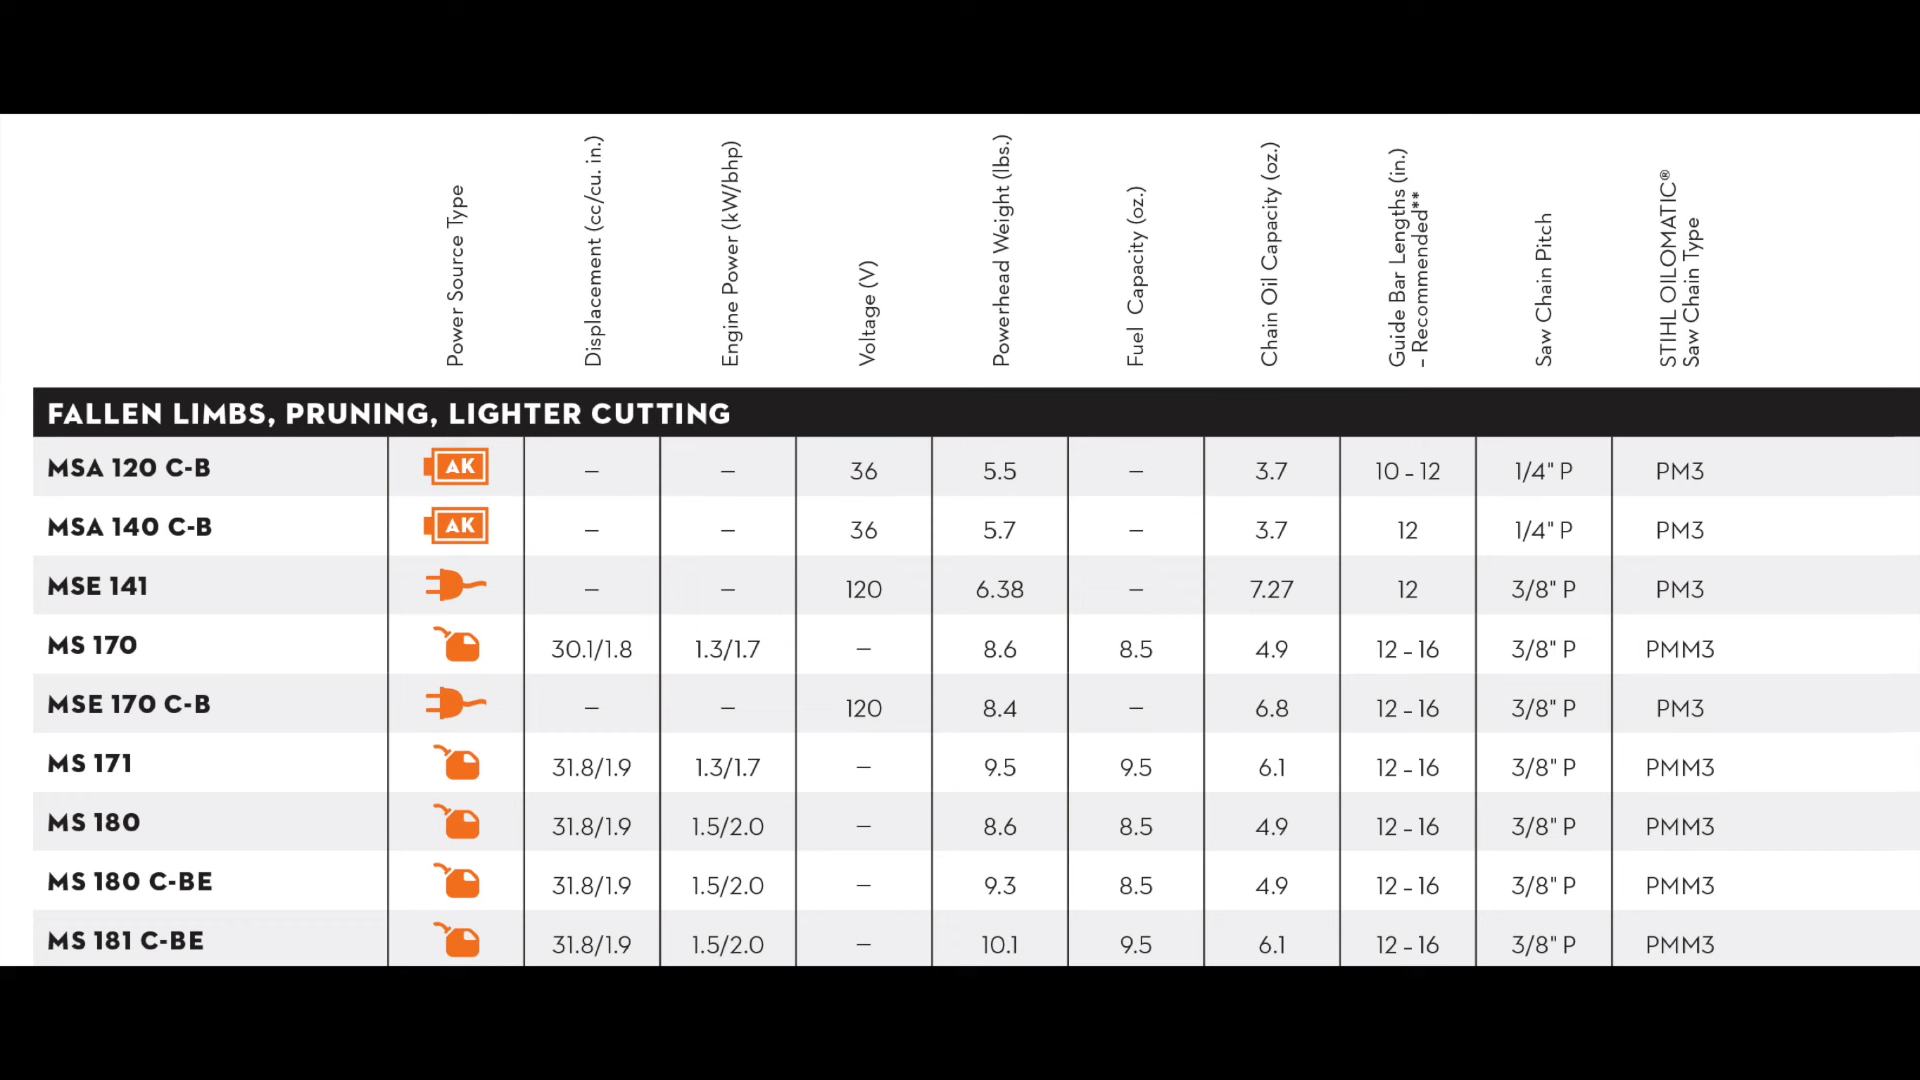 Power Source Type
Displacement (cc/cu. in.)
Engine Power (kW/bhp)
Voltage (V)
Powerhead Weight (lbs.)
Fuel Capacity (oz.)
Chain Oil Capacity (oz.)
Guide Bar Lengths (in.)
– Recommended**
Saw Chain Pitch
STIHL OILOMATIC®
Saw Chain Type
FALLEN LIMBS, PRUNING, LIGHTER CUTTING
MSA 120 C-B AK – – 36 5.5 – 3.7 10 - 12 1/4" P PM3
MSA 140 C-B AK – – 36 5.7 – 3.7 12 1/4" P PM3
MSE 141 – – 120 6.38 – 7.27 12 3/8" P PM3
MS 170 30.1/1.8 1.3/1.7 – 8.6 8.5 4.9 12 - 16 3/8" P PMM3
MSE 170 C-B – – 120 8.4 – 6.8 12 - 16 3/8" P PM3
MS 171 31.8/1.9 1.3/1.7 – 9.5 9.5 6.1 12 - 16 3/8" P PMM3
MS 180 31.8/1.9 1.5/2.0 – 8.6 8.5 4.9 12 - 16 3/8" P PMM3
MS 180 C-BE 31.8/1.9 1.5/2.0 – 9.3 8.5 4.9 12 - 16 3/8" P PMM3
MS 181 C-BE 31.8/1.9 1.5/2.0 – 10.1 9.5 6.1 12 - 16 3/8" P PMM3